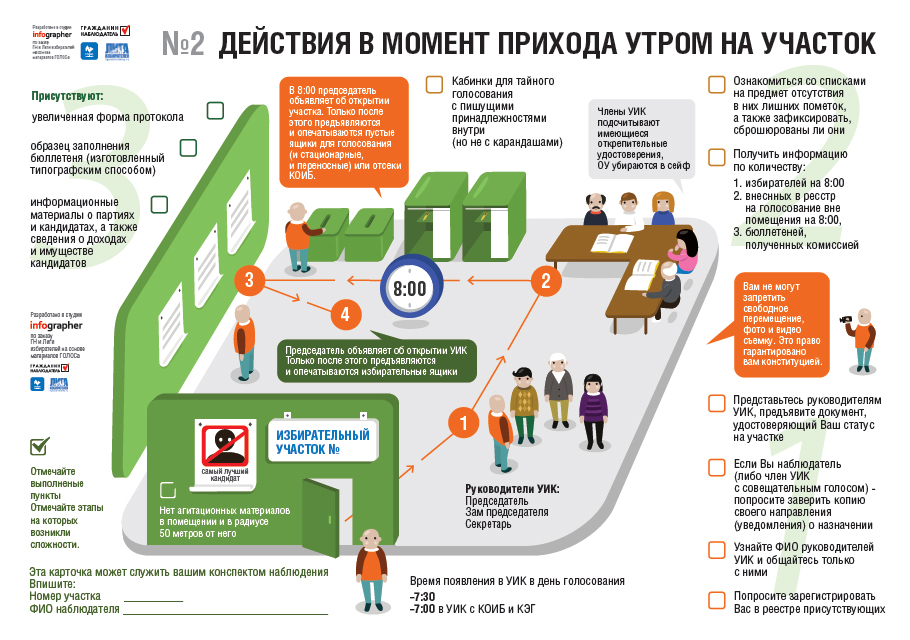 Разработано в студии
infographer
по заказу
ГН и Лиги избирателей
на основе
материалов ГОЛОСа
ГРАЖДАНИН
НАБЛЮДАТЕЛЬ
№2 ДЕЙСТВИЯ В МОМЕНТ ПРИХОДА УТРОМ НА УЧАСТОК
Присутствуют:
увеличенная форма протокола
образец заполнения
бюллетеня (изготовленный
типографским способом)
информационные
материалы о партиях
и кандидатах, а также
сведения о доходах
и имуществе
кандидатов
3
В 8:00 председатель
объявляет об открытии
участка. Только после
этого предъявляются
и опечатываются пустые
ящики для голосования
(и стационарные,
и переносные) или отсеки
КОИБ.
Кабинки для тайного
голосования
с пишущими
принадлежностями
внутри
(но не с карандашами)
Члены УИК
подсчитывают
имеющиеся
открепительные
удостоверения,
ОУ убираются в сейф
2
Ознакомиться со списками
на предмет отсутствия
в них лишних пометок,
а также зафиксировать,
сброшюрованы ли они
Получить информацию
по количеству:
1. избирателей на 8:00
2. внесенных в реестр
на голосование вне
помещения на 8:00,
3. бюллетеней,
полученных комиссией
3
4
8:00
2
1
Председатель объявляет об открытии УИК
Только после этого предъявляются
и опечатываются избирательные ящики
Вам не могут
запретить
свободное
перемещение,
фото и видео
съемку. Это право
гарантировано
вам конституцией.
Разработано в студии
infographer
по заказу
ГН и Лиги
избирателей на основе
материалов ГОЛОСа
ГРАЖДАНИН
НАБЛЮДАТЕЛЬ
1
Представьтесь руководителям
УИК, предъявите документ,
удостоверяющий Ваш статус
на участке
Если Вы наблюдатель
(либо член УИК
с совещательным голосом) -
попросите заверить копию
своего направления
(уведомления) о назначении
Узнайте ФИО руководителей
УИК и общайтесь только
с ними
Попросите зарегистрировать
Вас в реестре присутствующих
самый лучший
кандидат
ИЗБИРАТЕЛЬНЫЙ
УЧАСТОК №
Нет агитационных материалов
в помещении и в радиусе
50 метров от него
Руководители УИК:
Председатель
Зам председателя
Секретарь
Отмечайте
выполненые
пункты
Отмечайте этапы
на которых
возникли
сложности.
Эта карточка может служить вашим конспектом наблюдения
Впишите:
Номер участка ___________
ФИО наблюдателя ______________________________
Время появления в УИК в день голосования
–7:30
–7:00 в УИК с КОИБ и КЭГ